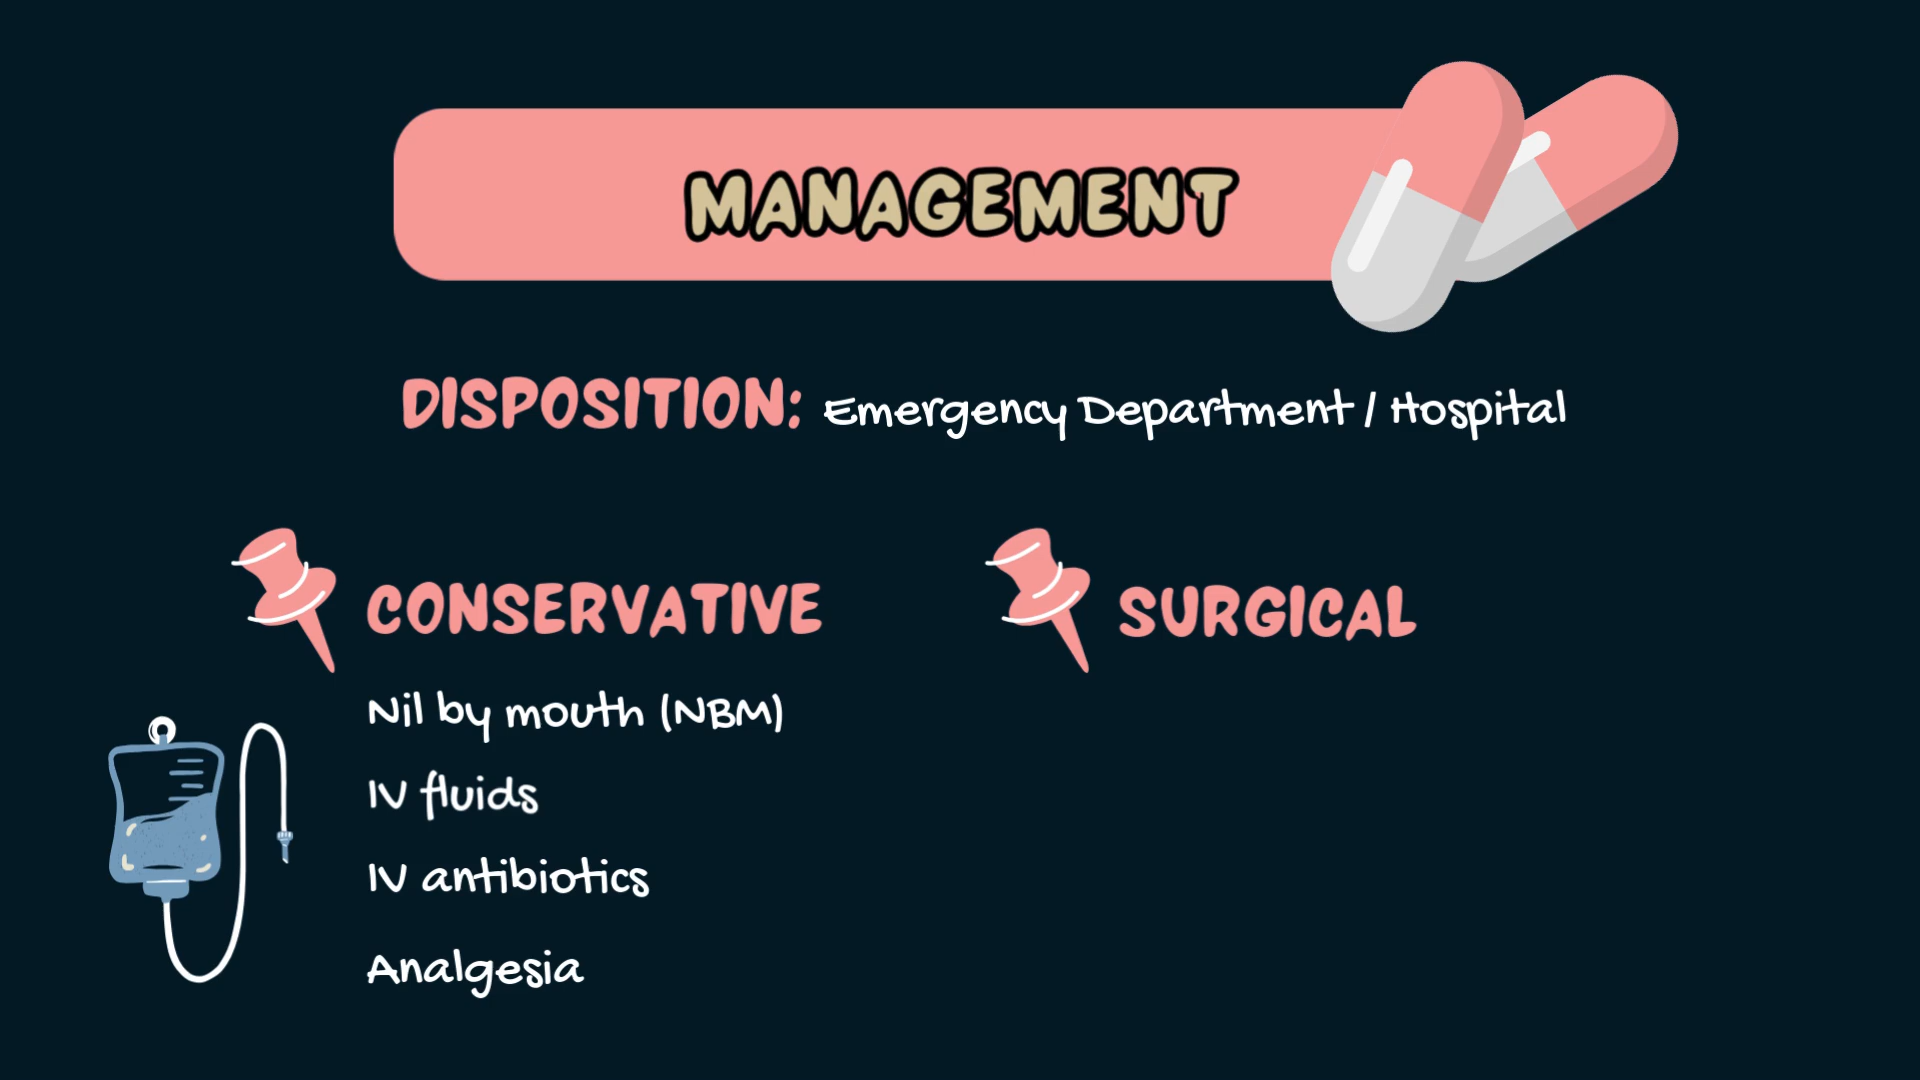 MANAGEMENT
DISPOSITION: Emergency Department / Hospital
CONSERVATIVE
Nil by mouth (NBM)
IV fluids
IV antibiotics
Analgesia
SURGICAL